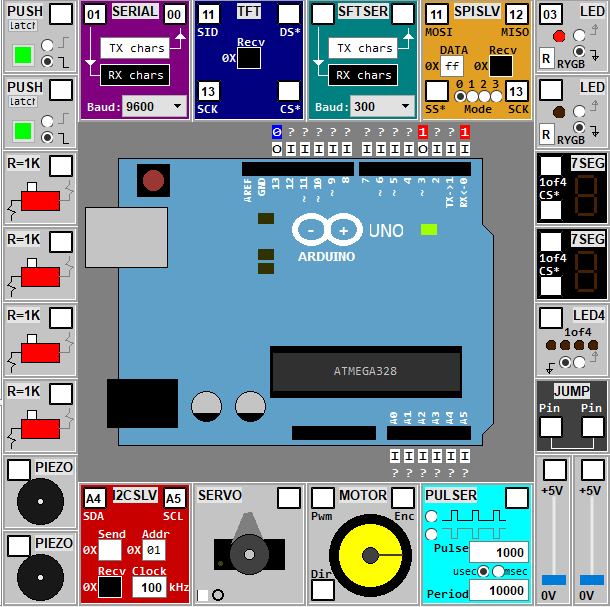 PUSH
Latch
01 SERIAL 00
TX chars
RX chars
Baud: 9600
11 TFT
SID DS*
Recv
0X
13
SCK CS*
SFTSER
TX chars
RX chars
Baud: 300
11 SPISLV 12
MOSI MISO
DATA Recv
0X ff 0X
0 1 2 3
SS* Mode
03 LED
R RYGB
PUSH
Latch
LED
R RYGB
0 ? ? ? ? ? ? ? ? ? 1 ? 1
O I I I I I I I I I O I I
AREF
GND
13
12
~11
~10
~9
8
7
~6
~5
4
~3
2
TX->1
RX<-0
R=1K
7SEG
1of4
CS*
- + UNO
ARDUINO
R=1K
7SEG
1of4
CS*
R=1K
LED4
1of4
ATMEGA328
R=1K
JUMP
Pin Pin
A0
A1
A2
A3
A4
A5
I I I I I I
? ? ? ? ? ?
PIEZO
A4 I2CSLV A5
SDA SCL
Send Addr
0X 0X 01
Recv Clock
0X 100 kHz
SERVO
MOTOR
Pwm Enc
Dir
PULSER
Pulse 1000
usec msec
Period 10000
+5V +5V
0V 0V
PIEZO